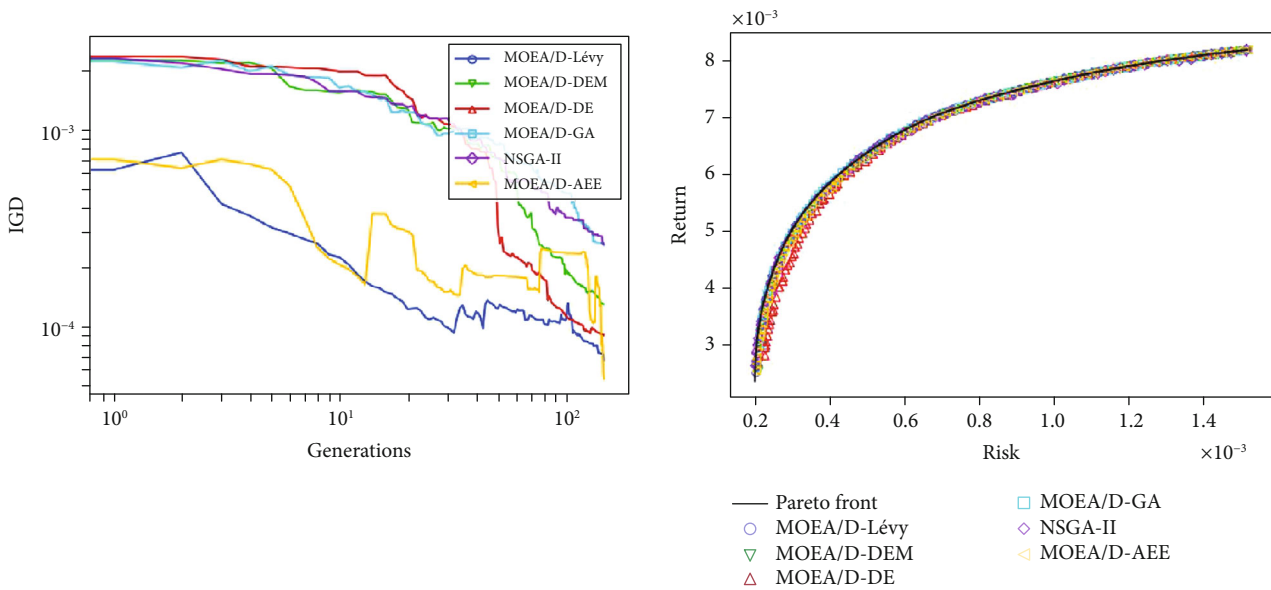 10⁻³
10⁻⁴
IGD
10⁰
10¹
10²
Generations
MOEA/D-Lévy
MOEA/D-DEM
MOEA/D-DE
MOEA/D-GA
NSGA-II
MOEA/D-AEE
×10⁻³
8
7
6
5
4
3
Return
0.2
0.4
0.6
0.8
1.0
1.2
1.4
Risk
×10⁻³
Pareto front
MOEA/D-Lévy
MOEA/D-DEM
MOEA/D-DE
MOEA/D-GA
NSGA-II
MOEA/D-AEE